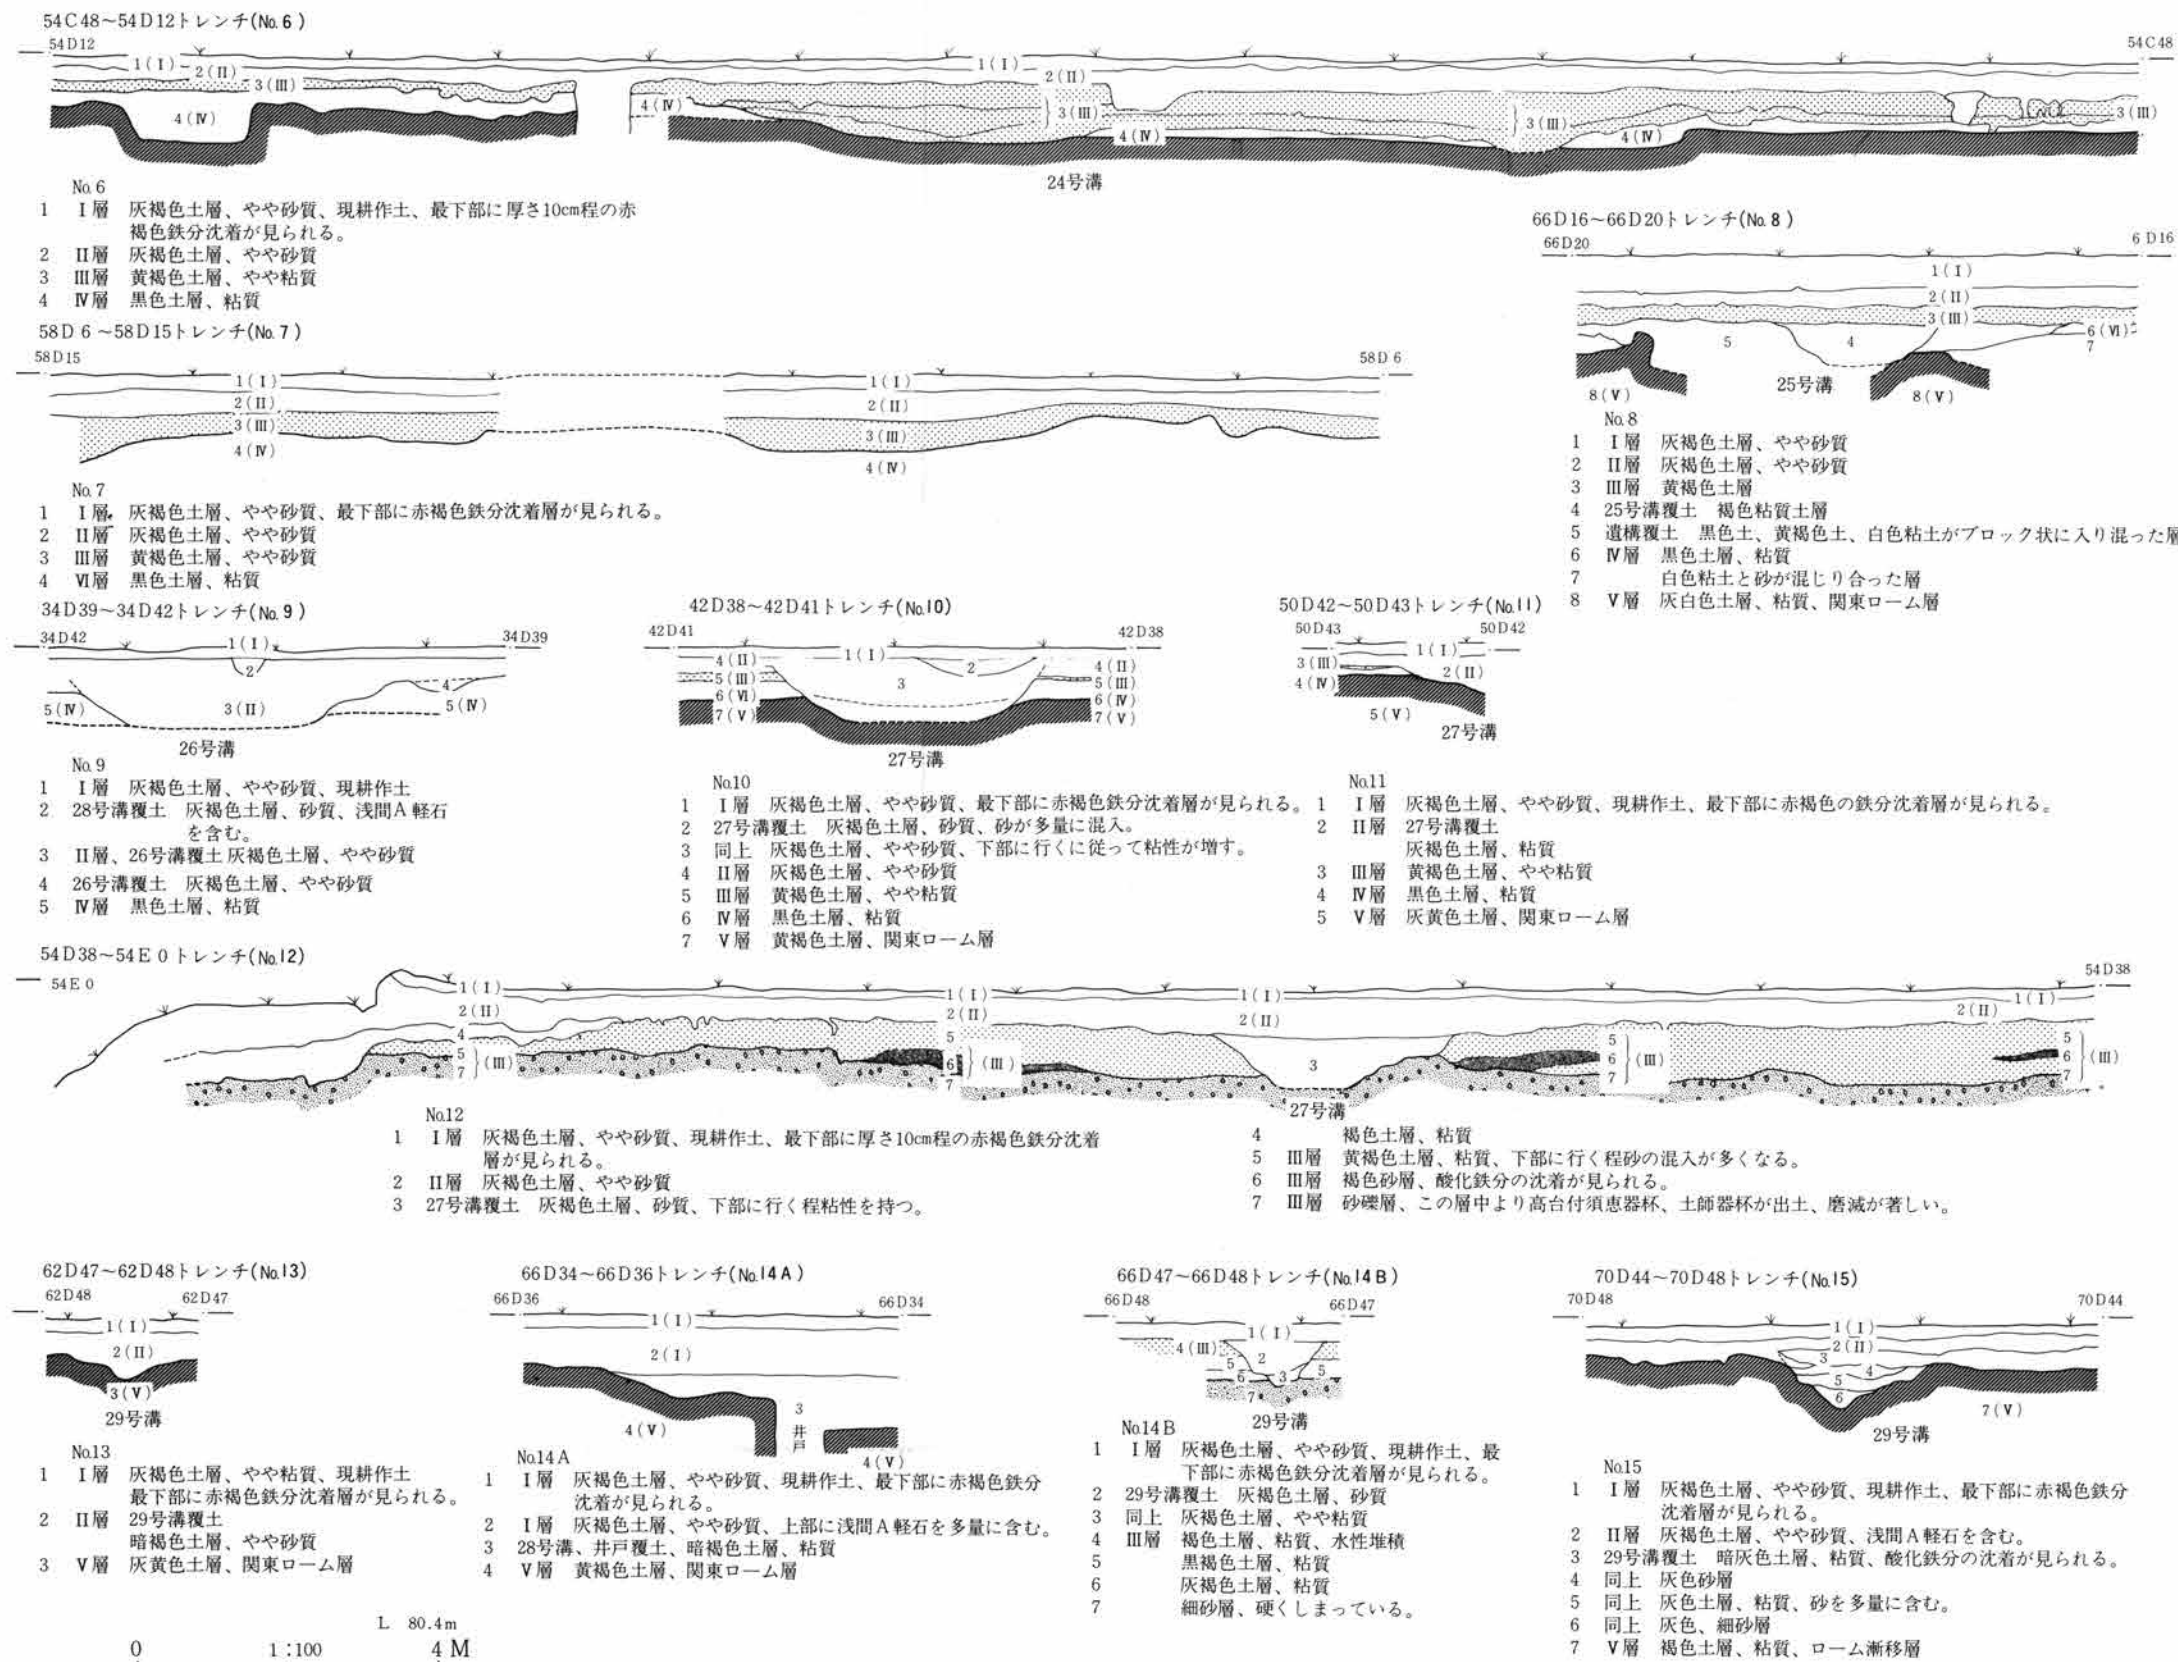 54C48～54D12トレンチ(No.6)
54D12
54C48
1(Ⅰ)
2(Ⅱ)
3(Ⅲ)
4(Ⅳ)
4(Ⅳ)
1(Ⅰ)
2(Ⅱ)
3(Ⅲ)
4(Ⅳ)
3(Ⅲ)
4(Ⅳ)
3(Ⅲ)
24号溝
No.6
1 Ⅰ層 灰褐色土層、やや砂質、現耕作土、最下部に厚さ10㎝程の赤
褐色鉄分沈着が見られる。
2 Ⅱ層 灰褐色土層、やや砂質
3 Ⅲ層 黄褐色土層、やや粘質
4 Ⅳ層 黒色土層、粘質
58D6～58D15トレンチ(No.7)
58D15
58D6
1(Ⅰ)
2(Ⅱ)
3(Ⅲ)
4(Ⅳ)
1(Ⅰ)
2(Ⅱ)
3(Ⅲ)
4(Ⅳ)
No.7
1 Ⅰ層 灰褐色土層、やや砂質、最下部に赤褐色鉄分沈着層が見られる。
2 Ⅱ層 灰褐色土層、やや砂質
3 Ⅲ層 黄褐色土層、やや砂質
4 Ⅵ層 黒色土層、粘質
66D16～66D20トレンチ(No.8)
66D20
6D16
1(Ⅰ)
2(Ⅱ)
3(Ⅲ)
6(Ⅵ)
5
4
7
25号溝
8(Ⅴ)
8(Ⅴ)
No.8
1 Ⅰ層 灰褐色土層、やや砂質
2 Ⅱ層 灰褐色土層、やや砂質
3 Ⅲ層 黄褐色土層
4 25号溝覆土 褐色粘質土層
5 遺構覆土 黒色土、黄褐色土、白色粘土がブロック状に入り混った層
6 Ⅳ層 黒色土層、粘質
7 白色粘土と砂が混じり合った層
8 Ⅴ層 灰白色土層、粘質、関東ローム層
34D39～34D42トレンチ(No.9)
34D42
34D39
1(Ⅰ)
2
4
5(Ⅳ)
3(Ⅱ)
5(Ⅳ)
26号溝
No.9
1 Ⅰ層 灰褐色土層、やや砂質、現耕作土
2 28号溝覆土 灰褐色土層、砂質、浅間A軽石
を含む。
3 Ⅱ層、26号溝覆土 灰褐色土層、やや砂質
4 26号溝覆土 灰褐色土層、やや砂質
5 Ⅳ層 黒色土層、粘質
42D38～42D41トレンチ(No.10)
42D41
42D38
1(Ⅰ)
4(Ⅱ)
5(Ⅲ)
6(Ⅵ)
7(Ⅴ)
2
3
4(Ⅱ)
5(Ⅲ)
6(Ⅳ)
7(Ⅴ)
27号溝
No.10
1 Ⅰ層 灰褐色土層、やや砂質、最下部に赤褐色鉄分沈着層が見られる。
2 27号溝覆土 灰褐色土層、砂質、砂が多量に混入。
3 同上 灰褐色土層、やや砂質、下部に行くに従って粘性が増す。
4 Ⅱ層 灰褐色土層、やや砂質
5 Ⅲ層 黄褐色土層、やや粘質
6 Ⅳ層 黒色土層、粘質
7 Ⅴ層 黄褐色土層、関東ローム層
50D42～50D43トレンチ(No.11)
50D43
50D42
1(Ⅰ)
3(Ⅲ)
2(Ⅱ)
4(Ⅳ)
5(Ⅴ)
27号溝
No.11
1 Ⅰ層 灰褐色土層、やや砂質、現耕作土、最下部に赤褐色の鉄分沈着層が見られる。
2 Ⅱ層 27号溝覆土
灰褐色土層、粘質
3 Ⅲ層 黄褐色土層、やや粘質
4 Ⅳ層 黒色土層、粘質
5 Ⅴ層 灰黄色土層、関東ローム層
54D38～54E0トレンチ(No.12)
54E0
54D38
1(Ⅰ)
2(Ⅱ)
4
5
7
(Ⅲ)
1(Ⅰ)
2(Ⅱ)
5
6
7
(Ⅲ)
1(Ⅰ)
2(Ⅱ)
3
27号溝
5
6
7
(Ⅲ)
1(Ⅰ)
2(Ⅱ)
5
6
7
(Ⅲ)
No.12
1 Ⅰ層 灰褐色土層、やや砂質、現耕作土、最下部に厚さ10㎝程の赤褐色鉄分沈着
層が見られる。
2 Ⅱ層 灰褐色土層、やや砂質
3 27号溝覆土 灰褐色土層、砂質、下部に行く程粘性を持つ。
4 褐色土層、粘質
5 Ⅲ層 黄褐色土層、粘質、下部に行く程砂の混入が多くなる。
6 Ⅲ層 褐色砂層、酸化鉄分の沈着が見られる。
7 Ⅲ層 砂礫層、この層中より高台付須恵器杯、土師器杯が出土、磨滅が著しい。
62D47～62D48トレンチ(No.13)
62D48
62D47
1(Ⅰ)
2(Ⅱ)
3(Ⅴ)
29号溝
No.13
1 Ⅰ層 灰褐色土層、やや粘質、現耕作土
最下部に赤褐色鉄分沈着層が見られる。
2 Ⅱ層 29号溝覆土
暗褐色土層、やや砂質
3 Ⅴ層 灰黄色土層、関東ローム層
66D34～66D36トレンチ(No.14A)
66D36
66D34
1(Ⅰ)
2(Ⅰ)
3
井戸
4(Ⅴ)
4(Ⅴ)
No.14A
1 Ⅰ層 灰褐色土層、やや砂質、現耕作土、最下部に赤褐色鉄分
沈着が見られる。
2 Ⅰ層 灰褐色土層、やや砂質、上部に浅間A軽石を多量に含む。
3 28号溝、井戸覆土、暗褐色土層、粘質
4 Ⅴ層 黄褐色土層、関東ローム層
66D47～66D48トレンチ(No.14B)
66D48
66D47
1(Ⅰ)
4(Ⅲ)
2
5
5
6
3
7
29号溝
No.14B
1 Ⅰ層 灰褐色土層、やや砂質、現耕作土、最
下部に赤褐色鉄分沈着層が見られる。
2 29号溝覆土 灰褐色土層、砂質
3 同上 灰褐色土層、やや粘質
4 Ⅲ層 褐色土層、粘質、水性堆積
5 黒褐色土層、粘質
6 灰褐色土層、粘質
7 細砂層、硬くしまっている。
70D44～70D48トレンチ(No.15)
70D48
70D44
1(Ⅰ)
2(Ⅱ)
3
4
5
6
7(Ⅴ)
29号溝
No.15
1 Ⅰ層 灰褐色土層、やや砂質、現耕作土、最下部に赤褐色鉄分
沈着層が見られる。
2 Ⅱ層 灰褐色土層、やや砂質、浅間A軽石を含む。
3 29号溝覆土 暗灰色土層、粘質、酸化鉄分の沈着が見られる。
4 同上 灰色砂層
5 同上 灰色土層、粘質、砂を多量に含む。
6 同上 灰色、細砂層
7 Ⅴ層 褐色土層、粘質、ローム漸移層
L 80.4m
0 1:100 4M